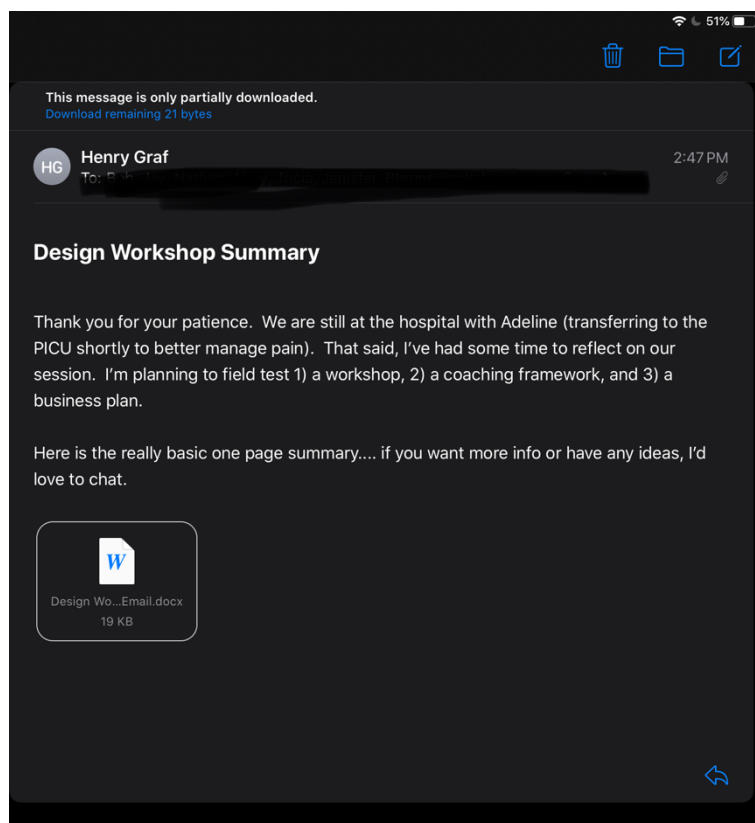 51%
This message is only partially downloaded.
Download remaining 21 bytes
HG
Henry Graf
2:47 PM
To:
Design Workshop Summary
Thank you for your patience.  We are still at the hospital with Adeline (transferring to the
PICU shortly to better manage pain).  That said, I've had some time to reflect on our
session.  I'm planning to field test 1) a workshop, 2) a coaching framework, and 3) a
business plan.
Here is the really basic one page summary.... if you want more info or have any ideas, I'd
love to chat.
W
Design Wo...Email.docx
19 KB